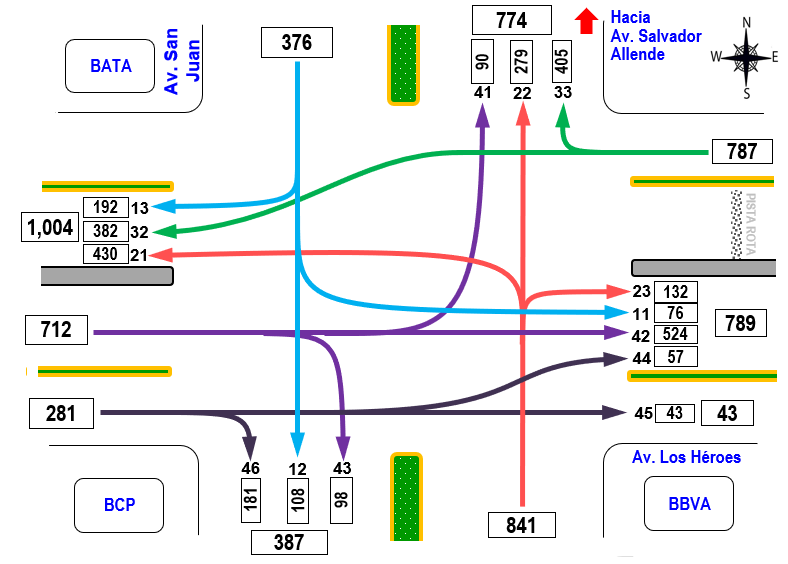 BATA
Av. San
Juan
376
774
90
279
405
41
22
33
Hacia
Av. Salvador
Allende
N
W
E
S
787
192 13
1,004
382 32
430 21
PISTA ROTA
712
23 132
11 76
789
42 524
44 57
281
45 43
43
46
12
43
181
108
98
387
841
BCP
Av. Los Héroes
BBVA